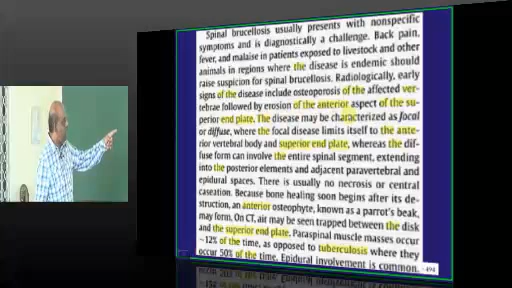 Spinal brucellosis usually presents with nonspecific
symptoms and is diagnostically a challenge. Back pain,
fever, and malaise in patients exposed to livestock and other
animals in regions where the disease is endemic should
raise suspicion for spinal brucellosis. Radiologically, early
signs of the disease include osteoporosis of the affected ver-
tebrae followed by erosion of the anterior aspect of the su-
perior end plate. The disease may be characterized as focal
or diffuse, where the focal disease limits itself to the ante-
rior vertebral body and superior end plate, whereas the dif-
fuse form can involve the entire spinal segment, extending
into the posterior elements and adjacent paravertebral and
epidural spaces. There is usually no necrosis or central
caseation. Because bone healing soon begins after its de-
struction, an anterior osteophyte, known as a parrot's beak,
may form. On CT, air may be seen trapped between the disk
and the superior end plate. Paraspinal muscle masses occur
~12% of the time, as opposed to tuberculosis where they
occur 50% of the time. Epidural involvement is common.
- 494